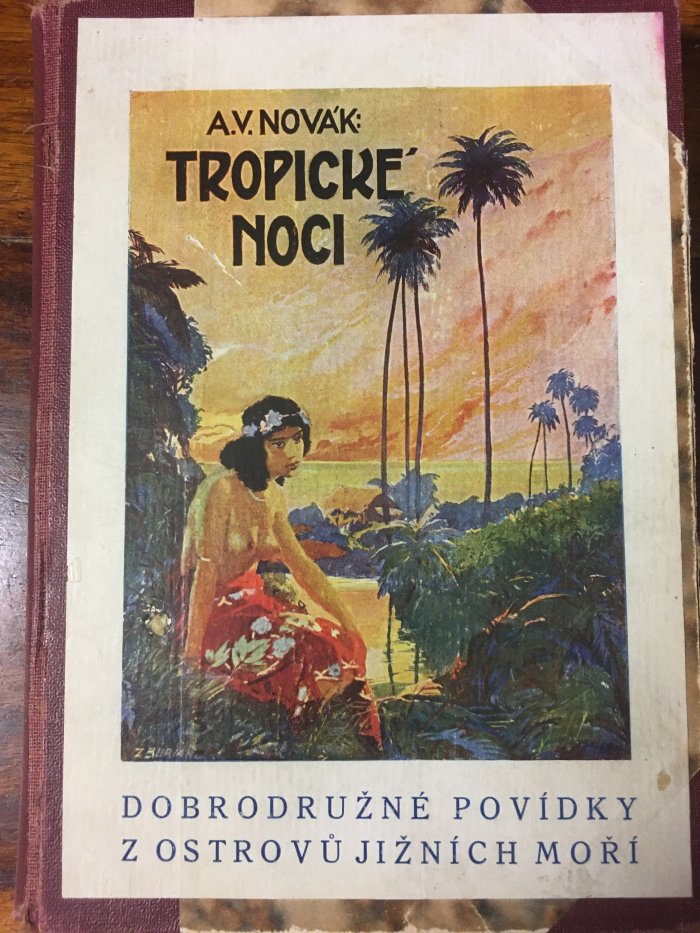 A.V. NOVÁK:
TROPICKÉ
NOCI
Z. BURIAN
DOBRODRUŽNÉ POVÍDKY
Z OSTROVŮ JIŽNÍCH MOŘÍ